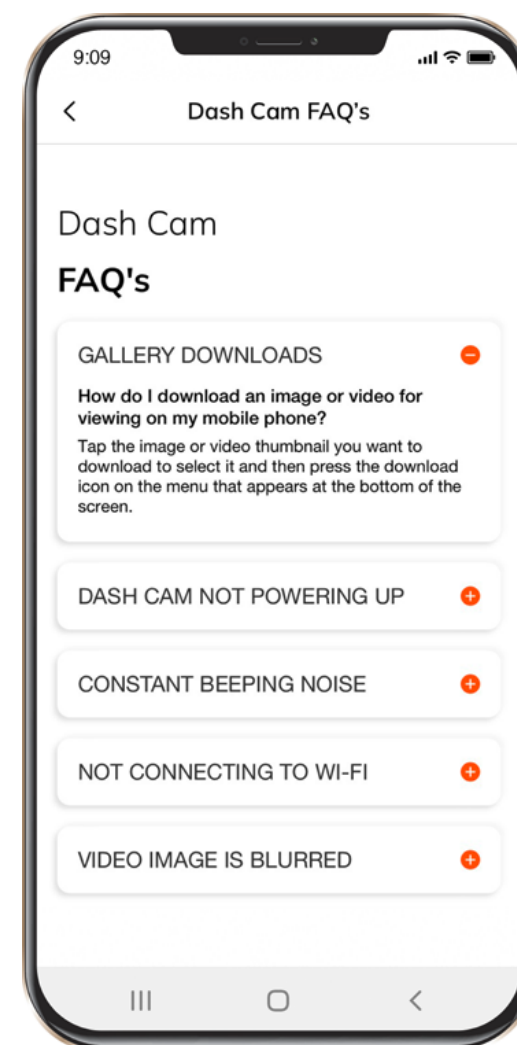 9:09
Dash Cam FAQ's
Dash Cam
FAQ's
GALLERY DOWNLOADS
How do I download an image or video for
viewing on my mobile phone?
Tap the image or video thumbnail you want to
download to select it and then press the download
icon on the menu that appears at the bottom of the
screen.
DASH CAM NOT POWERING UP
CONSTANT BEEPING NOISE
NOT CONNECTING TO WI-FI
VIDEO IMAGE IS BLURRED